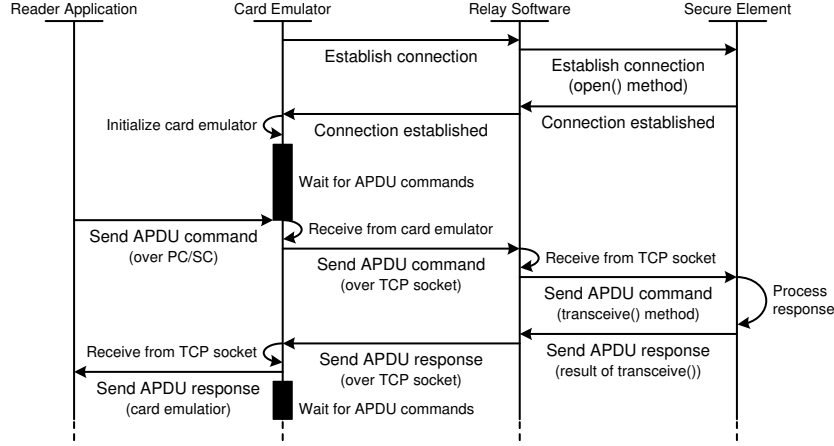 Reader Application
Card Emulator
Relay Software
Secure Element
Establish connection
Establish connection
(open() method)
Initialize card emulator
Connection established
Connection established
Wait for APDU commands
Send APDU command
(over PC/SC)
Receive from card emulator
Send APDU command
(over TCP socket)
Receive from TCP socket
Send APDU command
(transceive() method)
Process
response
Receive from TCP socket
Send APDU response
(over TCP socket)
Send APDU response
(result of transceive())
Send APDU response
(card emulatior)
Wait for APDU commands